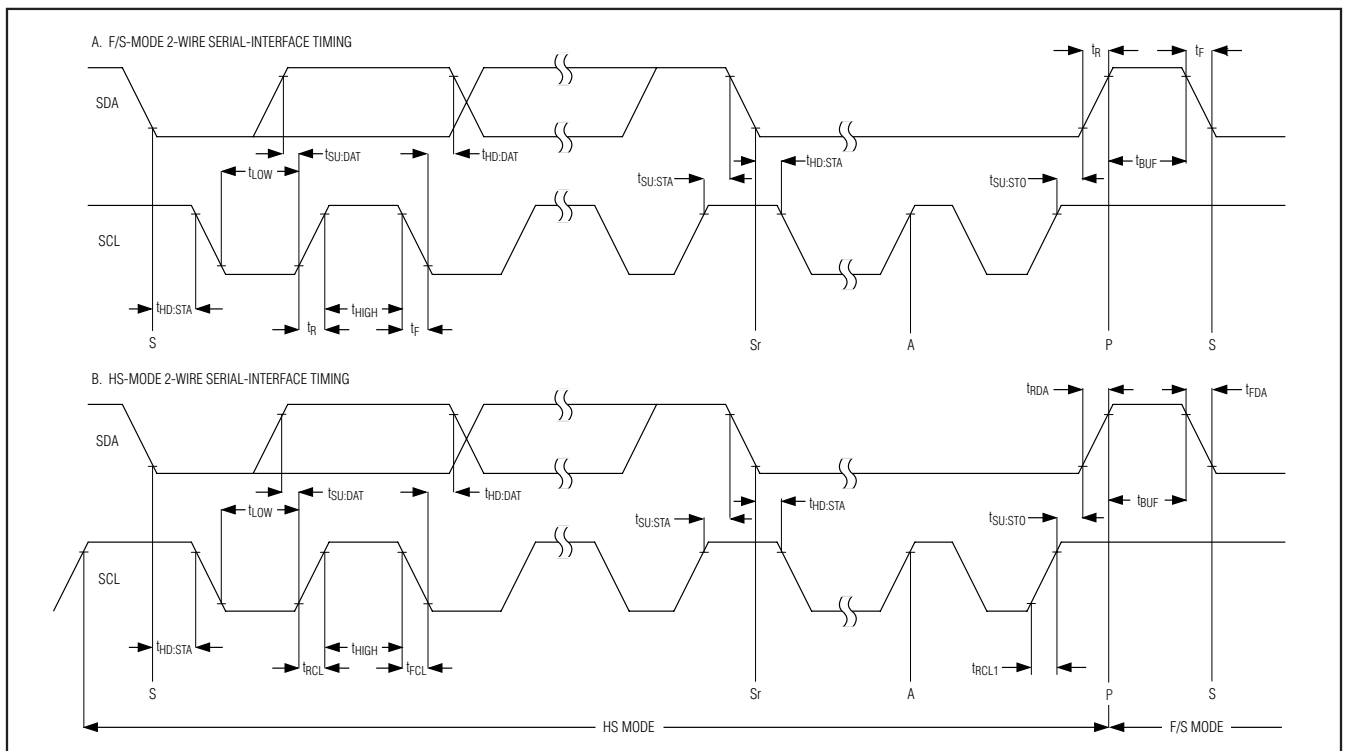 A. F/S-MODE 2-WIRE SERIAL-INTERFACE TIMING
tR
tF
SDA
tSU:DAT
tHD:DAT
tLOW
tSU:STA
tHD:STA
tSU:STO
tBUF
SCL
tHD:STA
tR
tHIGH
tF
S
Sr
A
P
S
B. HS-MODE 2-WIRE SERIAL-INTERFACE TIMING
tRDA
tFDA
SDA
tSU:DAT
tHD:DAT
tLOW
tSU:STA
tHD:STA
tSU:STO
tBUF
SCL
tHD:STA
tRCL
tHIGH
tFCL
tRCL1
S
Sr
A
P
S
HS MODE
F/S MODE